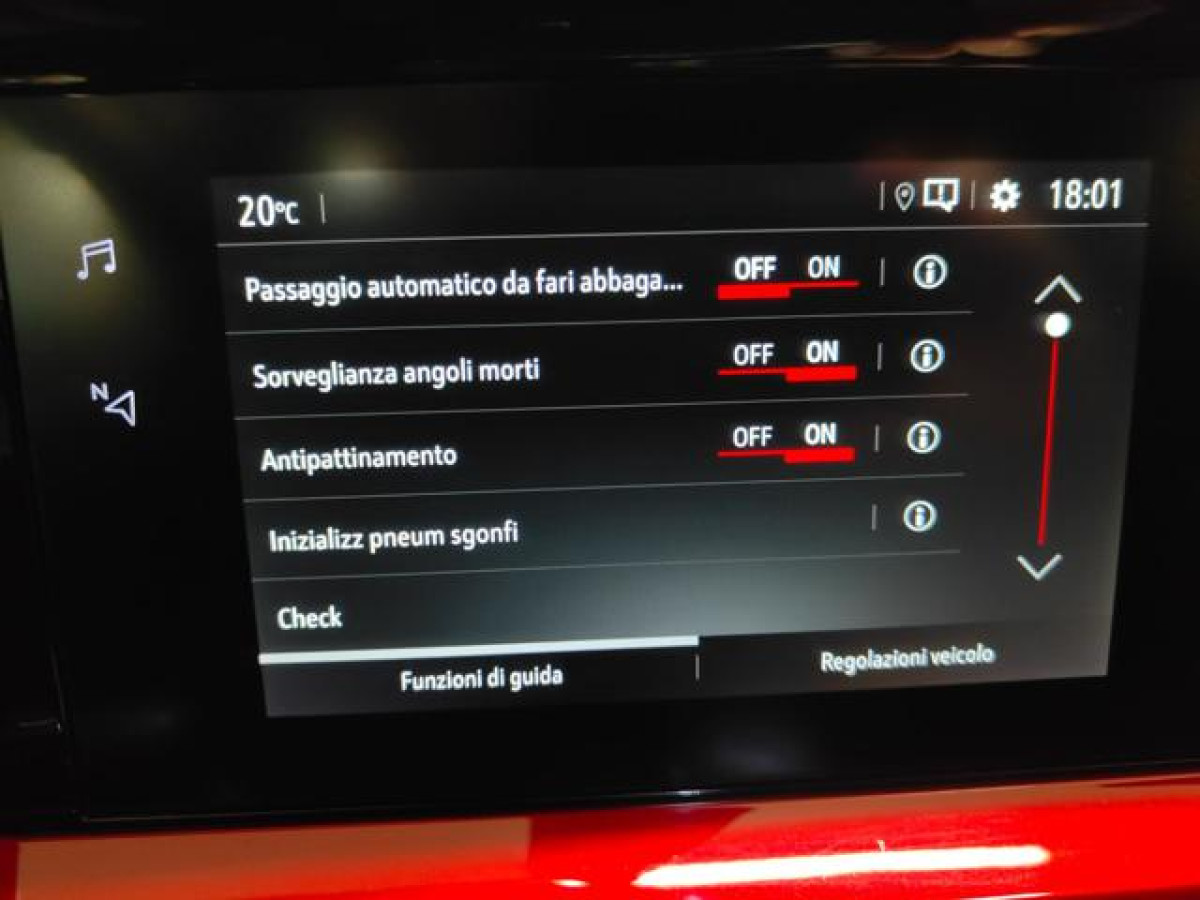 20°C 18:01
Passaggio automatico da fari abbaga... OFF ON
Sorveglianza angoli morti OFF ON
Antipattinamento OFF ON
Inizializz pneum sgonfi
Check
Funzioni di guida Regolazioni veicolo
N